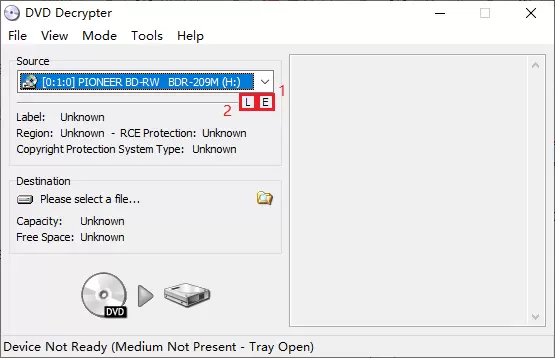 DVD Decrypter
File View Mode Tools Help
Source
[0:1:0] PIONEER BD-RW BDR-209M (H:)
1
2
L E
Label: Unknown
Region: Unknown - RCE Protection: Unknown
Copyright Protection System Type: Unknown
Destination
Please select a file...
Capacity: Unknown
Free Space: Unknown
DVD
Device Not Ready (Medium Not Present - Tray Open)